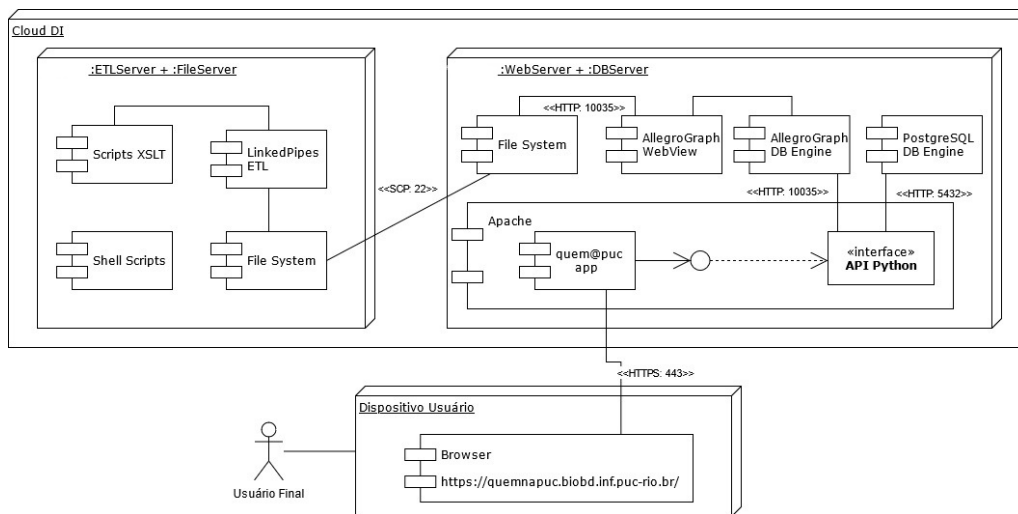 Cloud DI
:ETLServer + :FileServer
Scripts XSLT
LinkedPipes
ETL
Shell Scripts
File System
<<SCP: 22>>
:WebServer + :DBServer
<<HTTP: 10035>>
File System
AllegroGraph
WebView
AllegroGraph
DB Engine
PostgreSQL
DB Engine
<<HTTP: 10035>>
<<HTTP: 5432>>
Apache
quem@puc
app
«interface»
API Python
<<HTTPS: 443>>
Dispositivo Usuário
Browser
https://quemnapuc.biobd.inf.puc-rio.br/
Usuário Final